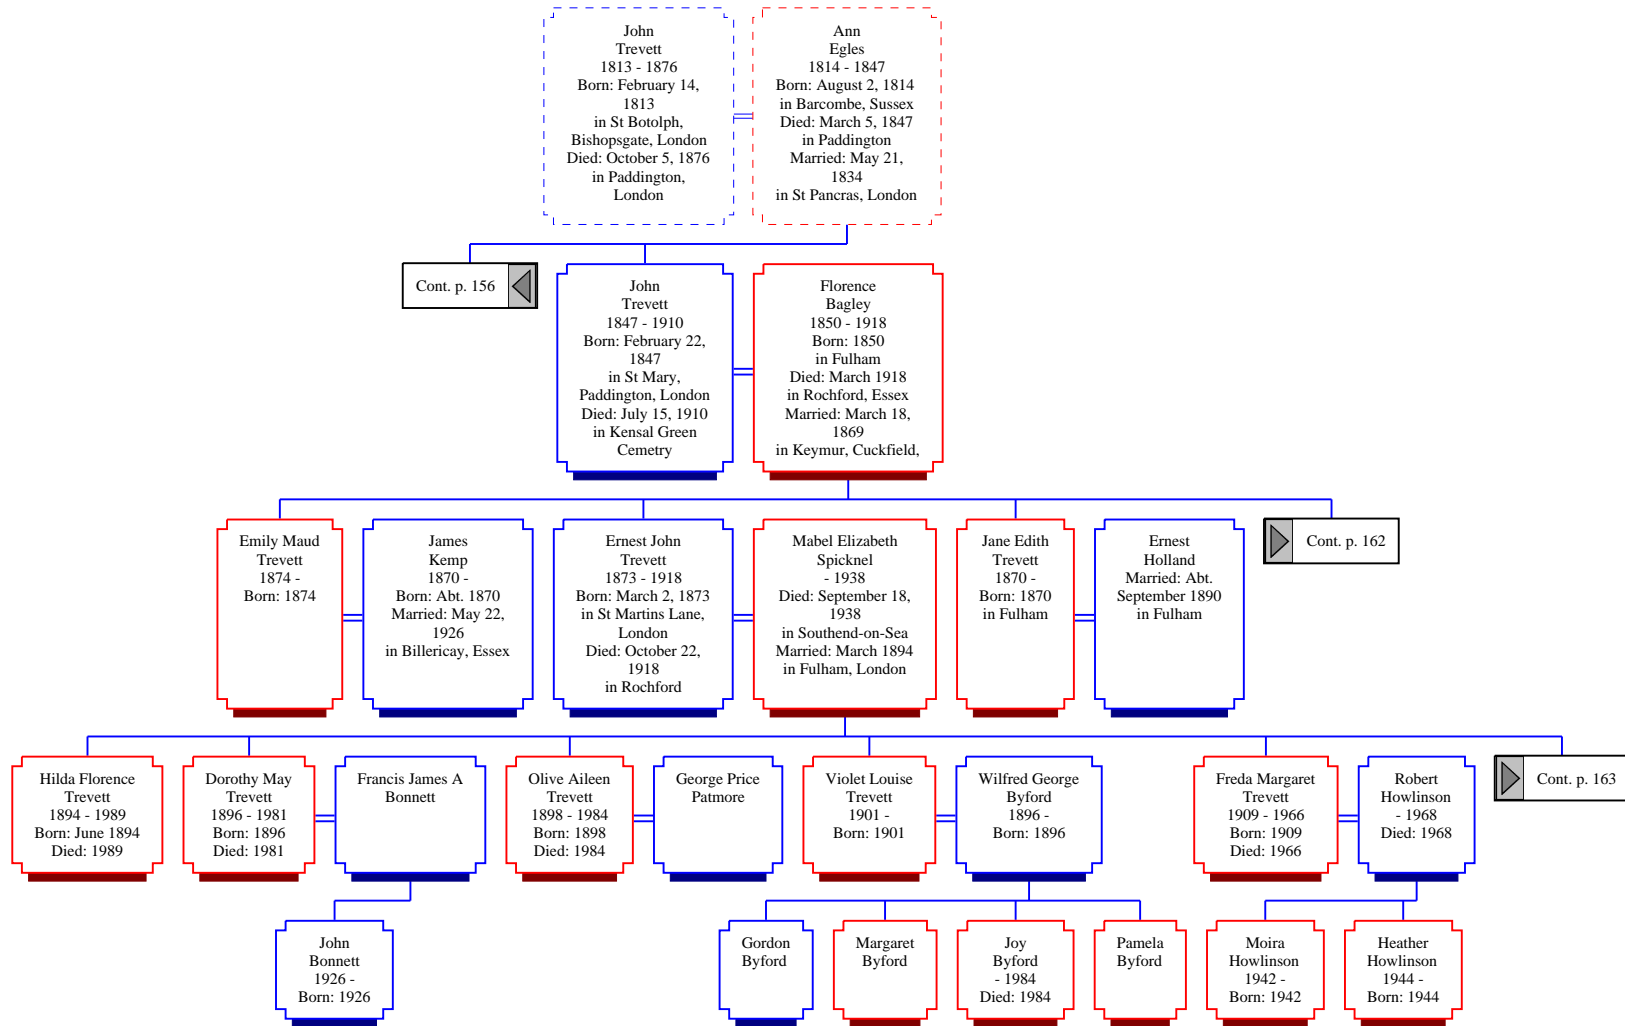 John
Trevett
1813 - 1876
Born: February 14,
1813
in St Botolph,
Bishopsgate, London
Died: October 5, 1876
in Paddington,
London
Ann
Egles
1814 - 1847
Born: August 2, 1814
in Barcombe, Sussex
Died: March 5, 1847
in Paddington
Married: May 21,
1834
in St Pancras, London
Cont. p. 156
John
Trevett
1847 - 1910
Born: February 22,
1847
in St Mary,
Paddington, London
Died: July 15, 1910
in Kensal Green
Cemetry
Florence
Bagley
1850 - 1918
Born: 1850
in Fulham
Died: March 1918
in Rochford, Essex
Married: March 18,
1869
in Keymur, Cuckfield,
Emily Maud
Trevett
1874 -
Born: 1874
James
Kemp
1870 -
Born: Abt. 1870
Married: May 22,
1926
in Billericay, Essex
Ernest John
Trevett
1873 - 1918
Born: March 2, 1873
in St Martins Lane,
London
Died: October 22,
1918
in Rochford
Mabel Elizabeth
Spicknel
- 1938
Died: September 18,
1938
in Southend-on-Sea
Married: March 1894
in Fulham, London
Jane Edith
Trevett
1870 -
Born: 1870
in Fulham
Ernest
Holland
Married: Abt.
September 1890
in Fulham
Cont. p. 162
Hilda Florence
Trevett
1894 - 1989
Born: June 1894
Died: 1989
Dorothy May
Trevett
1896 - 1981
Born: 1896
Died: 1981
Francis James A
Bonnett
Olive Aileen
Trevett
1898 - 1984
Born: 1898
Died: 1984
George Price
Patmore
Violet Louise
Trevett
1901 -
Born: 1901
Wilfred George
Byford
1896 -
Born: 1896
Freda Margaret
Trevett
1909 - 1966
Born: 1909
Died: 1966
Robert
Howlinson
- 1968
Died: 1968
Cont. p. 163
John
Bonnett
1926 -
Born: 1926
Gordon
Byford
Margaret
Byford
Joy
Byford
- 1984
Died: 1984
Pamela
Byford
Moira
Howlinson
1942 -
Born: 1942
Heather
Howlinson
1944 -
Born: 1944